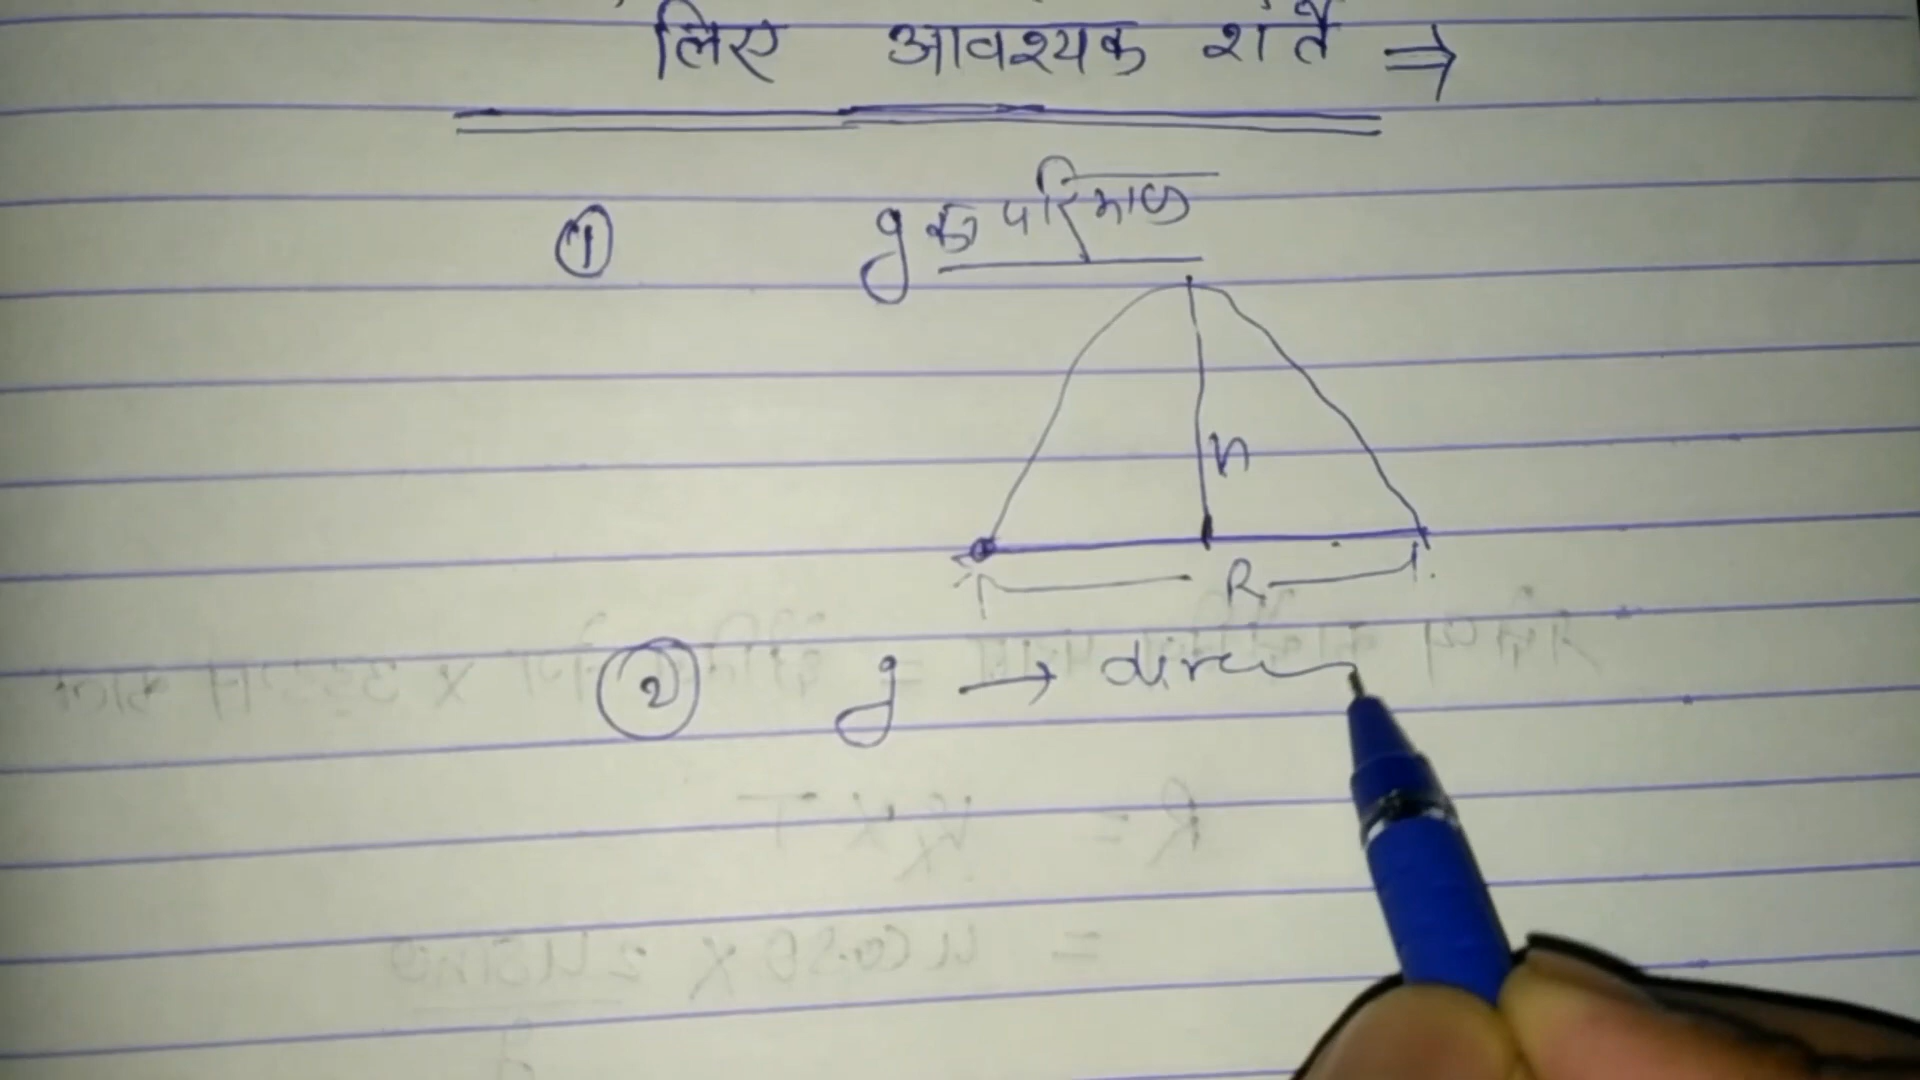 लिए आवश्यक शर्तें ⇒
① g का परिमाण
h
R
② g → direc